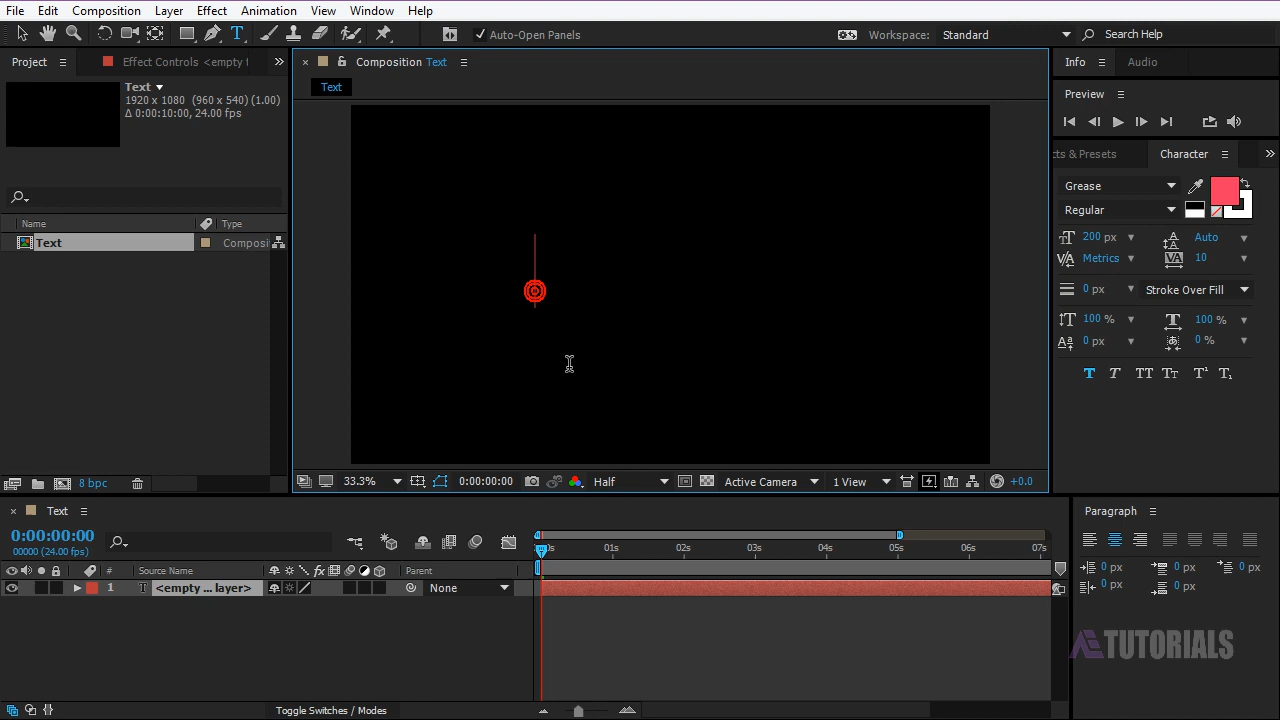 File Edit Composition Layer Effect Animation View Window Help
Auto-Open Panels
Workspace: Standard
Search Help
Project
Effect Controls <empty t
Composition Text
Text
Text
1920 x 1080 (960 x 540) (1.00)
Δ 0:00:10:00, 24.00 fps
Name
Type
Text
Composi
8 bpc
33.3%
0:00:00:00
Half
Active Camera
1 View
+0.0
Info
Audio
Preview
cts & Presets
Character
Grease
Regular
200 px
Auto
Metrics
10
0 px
Stroke Over Fill
100 %
100 %
0 px
0 %
Text
0:00:00:00
00000 (24.00 fps)
01s 02s 03s 04s 05s 06s 07s
# Source Name
Parent
1 T <empty ... layer>
None
Toggle Switches / Modes
Paragraph
0 px 0 px 0 px
0 px 0 px
AE TUTORIALS